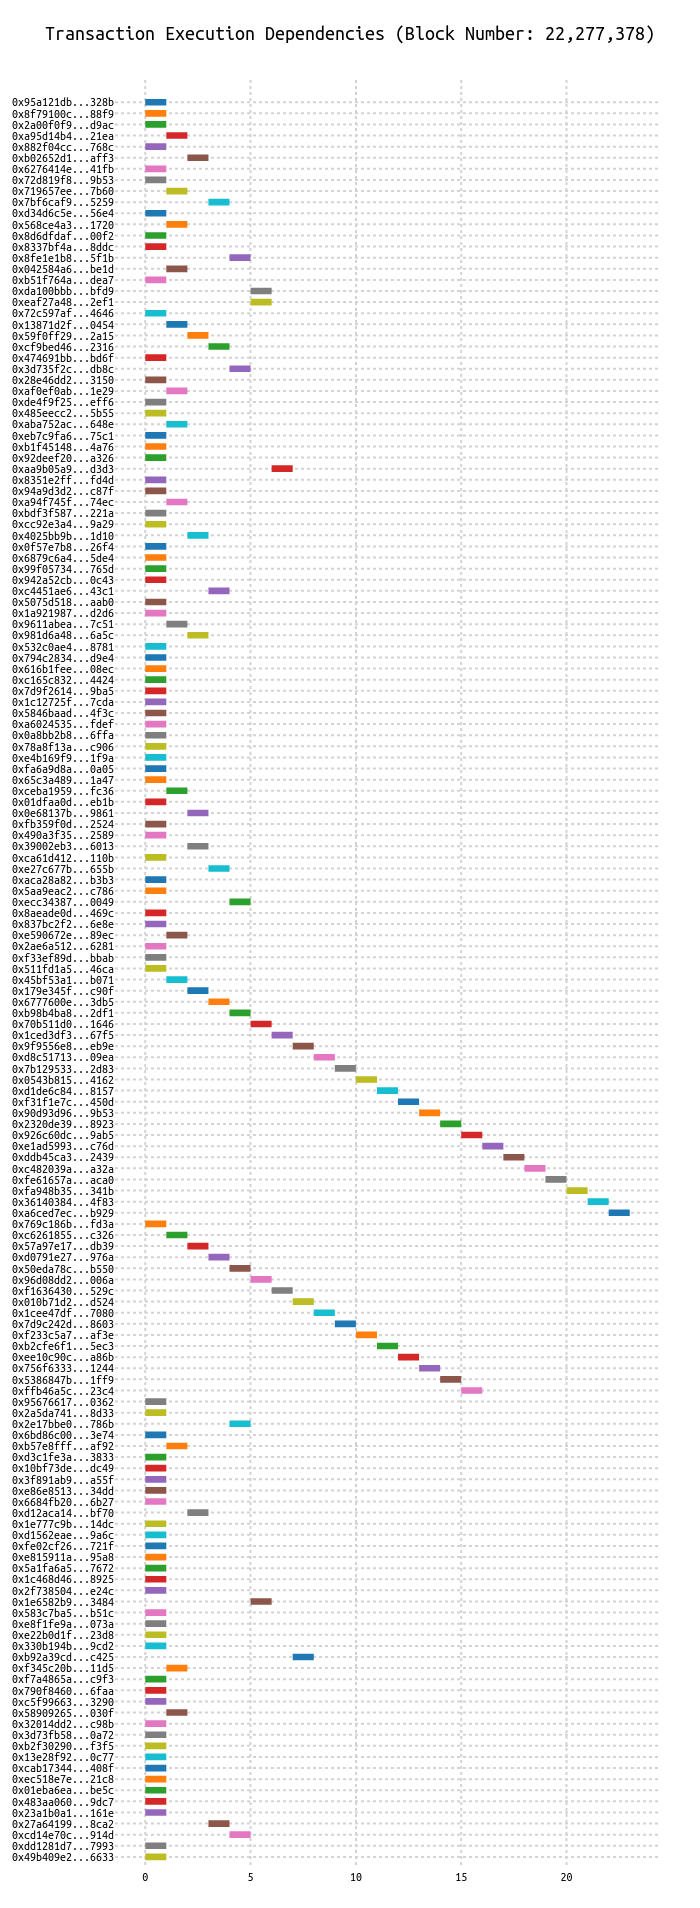 Transaction Execution Dependencies (Block Number: 22,277,378)
0x95a121db...328b
0x8f79100c...88f9
0x2a00f0f9...d9ac
0xa95d14b4...21ea
0x882f04cc...768c
0xb02652d1...aff3
0x6276414e...41fb
0x72d819f8...9b53
0x719657ee...7b60
0x7bf6caf9...5259
0xd34d6c5e...56e4
0x568ce4a3...1720
0x8d6dfdaf...00f2
0x8337bf4a...8ddc
0x8fe1e1b8...5f1b
0x042584a6...be1d
0xb51f764a...dea7
0xda100bbb...bfd9
0xeaf27a48...2ef1
0x72c597af...4646
0x13871d2f...0454
0x59f0ff29...2a15
0xcf9bed46...2316
0x474691bb...bd6f
0x3d735f2c...db8c
0x28e46dd2...3150
0xaf0ef0ab...1e29
0xde4f9f25...eff6
0x485eecc2...5b55
0xaba752ac...648e
0xeb7c9fa6...75c1
0xb1f45148...4a76
0x92deef20...a326
0xaa9b05a9...d3d3
0x8351e2ff...fd4d
0x94a9d3d2...c87f
0xa94f745f...74ec
0xbdf3f587...221a
0xcc92e3a4...9a29
0x4025bb9b...1d10
0x0f57e7b8...26f4
0x6879c6a4...5de4
0x99f05734...765d
0x942a52cb...0c43
0xc4451ae6...43c1
0x5075d518...aab0
0x1a921987...d2d6
0x9611abea...7c51
0x981d6a48...6a5c
0x532c0ae4...8781
0x794c2834...d9e4
0x616b1fee...08ec
0xc165c832...4424
0x7d9f2614...9ba5
0x1c12725f...7cda
0x5846baad...4f3c
0xa6024535...fdef
0x0a8bb2b8...6ffa
0x78a8f13a...c906
0xe4b169f9...1f9a
0xfa6a9d8a...0a05
0x65c3a489...1a47
0xceba1959...fc36
0x01dfaa0d...eb1b
0x0e68137b...9861
0xfb359f0d...2524
0x490a3f35...2589
0x39002eb3...6013
0xca61d412...110b
0xe27c677b...655b
0xaca28a82...b3b3
0x5aa9eac2...c786
0xecc34387...0049
0x8aeade0d...469c
0x837bc2f2...6e8e
0xe590672e...89ec
0x2ae6a512...6281
0xf33ef89d...bbab
0x511fd1a5...46ca
0x45bf53a1...b071
0x179e345f...c90f
0x6777600e...3db5
0xb98b4ba8...2df1
0x70b511d0...1646
0x1ced3df3...67f5
0x9f9556e8...eb9e
0xd8c51713...09ea
0x7b129533...2d83
0x0543b815...4162
0xd1de6c84...8157
0xf31f1e7c...450d
0x90d93d96...9b53
0x2320de39...8923
0x926c60dc...9ab5
0xe1ad5993...c76d
0xddb45ca3...2439
0xc482039a...a32a
0xfe61657a...aca0
0xfa948b35...341b
0x36140384...4f83
0xa6ced7ec...b929
0x769c186b...fd3a
0xc6261855...c326
0x57a97e17...db39
0xd0791e27...976a
0x50eda78c...b550
0x96d08dd2...006a
0xf1636430...529c
0x010b71d2...d524
0x1cee47df...7080
0x7d9c242d...8603
0xf233c5a7...af3e
0xb2cfe6f1...5ec3
0xee10c90c...a86b
0x756f6333...1244
0x5386847b...1ff9
0xffb46a5c...23c4
0x95676617...0362
0x2a5da741...8d33
0x2e17bbe0...786b
0x6bd86c00...3e74
0xb57e8fff...af92
0xd3c1fe3a...3833
0x10bf73de...dc49
0x3f891ab9...a55f
0xe86e8513...34dd
0x6684fb20...6b27
0xd12aca14...bf70
0x1e777c9b...14dc
0xd1562eae...9a6c
0xfe02cf26...721f
0xe815911a...95a8
0x5a1fa6a5...7672
0x1c468d46...8925
0x2f738504...e24c
0x1e6582b9...3484
0x583c7ba5...b51c
0xe8f1fe9a...073a
0xe22b0d1f...23d8
0x330b194b...9cd2
0xb92a39cd...c425
0xf345c20b...11d5
0xf7a4865a...c9f3
0x790f8460...6faa
0xc5f99663...3290
0x58909265...030f
0x32014dd2...c98b
0x3d73fb58...0a72
0xb2f30290...f3f5
0x13e28f92...0c77
0xcab17344...408f
0xec518e7e...21c8
0x01eba6ea...be5c
0x483aa060...9dc7
0x23a1b0a1...161e
0x27a64199...8ca2
0xcd14e70c...914d
0xdd1281d7...7993
0x49b409e2...6633
0 5 10 15 20